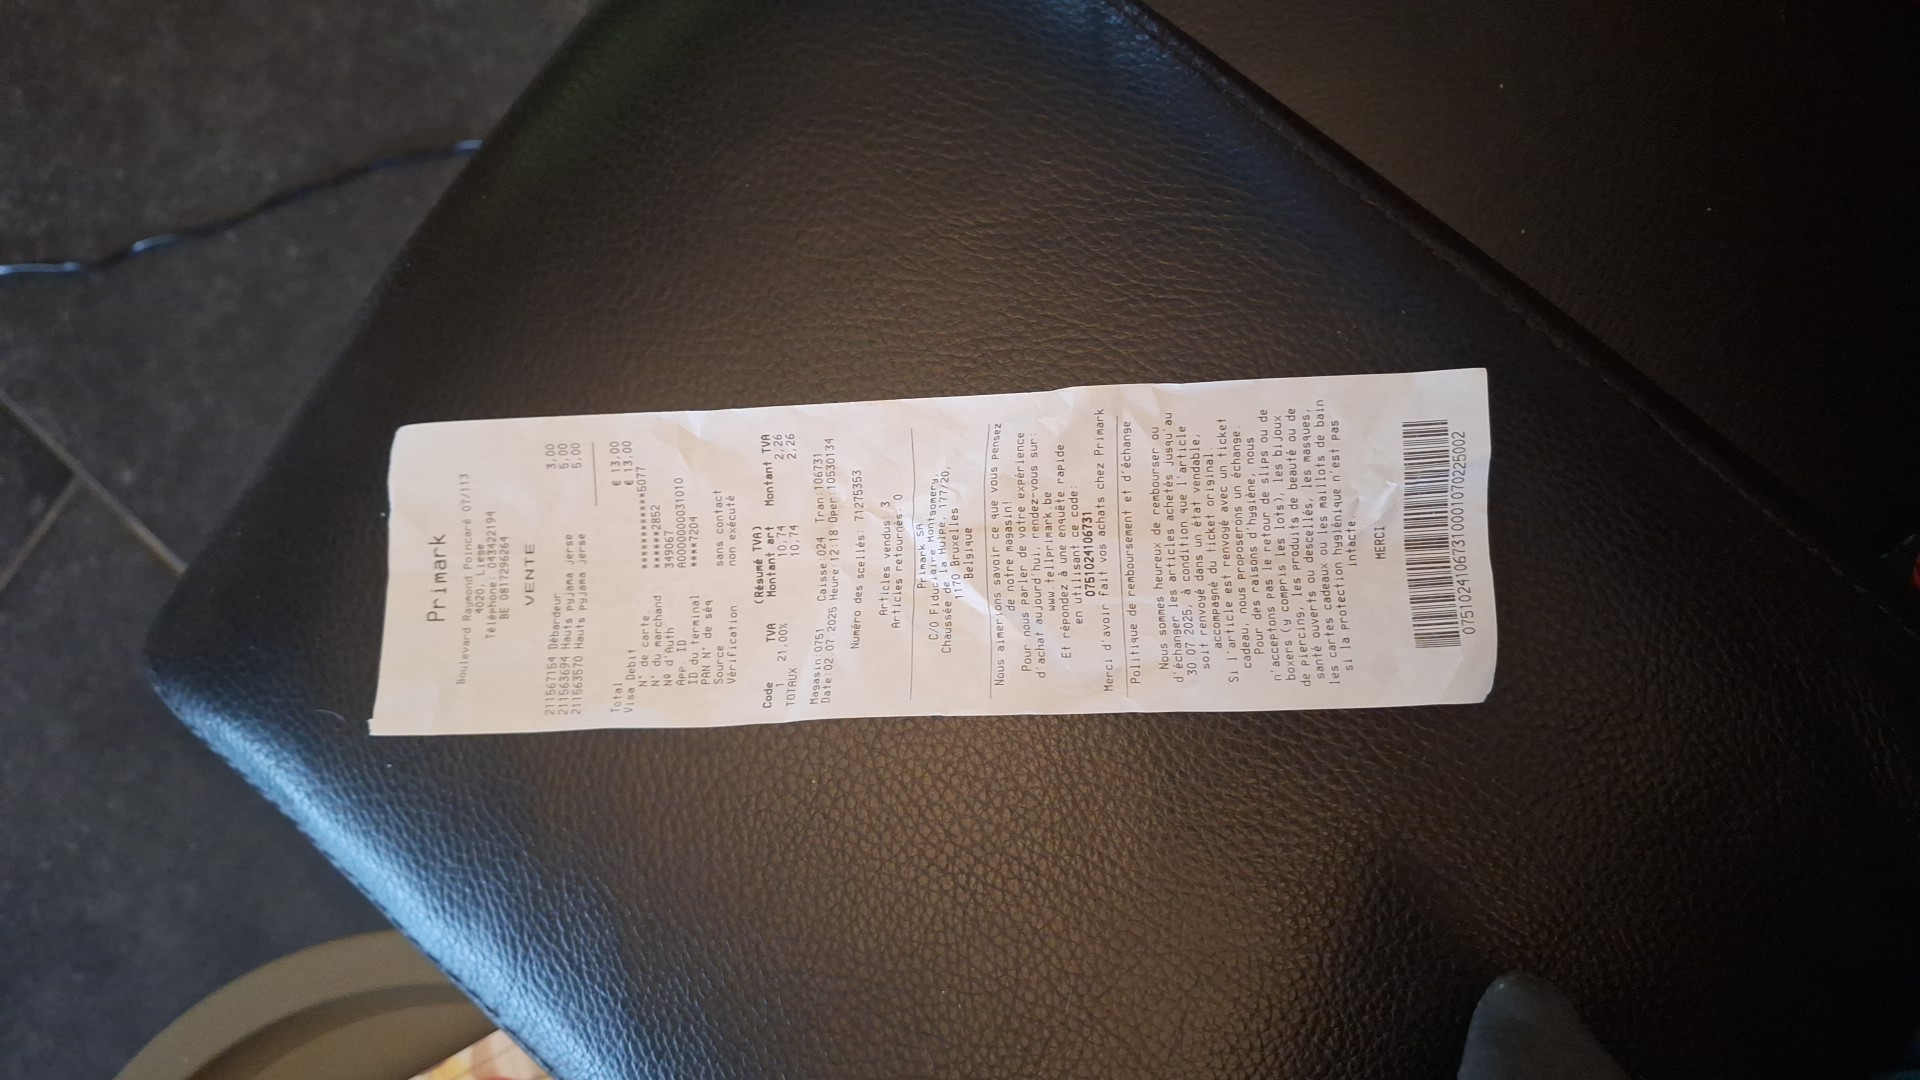 Primark
Boulevard Raymond Poincaré 07/113
4020, Liege
Téléphone: 043422194
BE 0817296264
VENTE
211567154 Débardeur 3,00
211563694 Hauts pyjama jerse 5,00
211563570 Hauts pyjama jerse 5,00
Total € 13,00
Visa Debit € 13,00
N° de carte ************5077
N° du marchand *****2852
Nº d'Auth 349067
App. ID A0000000031010
ID du terminal ****7204
PAN N° de séq
Source sans contact
Vérification non exécuté
(Résumé TVA)
Code TVA Montant art Montant TVA
1 21,00% 10,74 2,26
TOTAUX 10,74 2,26
Magasin:0751 Caisse:024 Tran:106731
Date:02.07.2025 Heure:12:18 Oper:10530134
Numéro des scellés: 71275353
Articles vendus: 3
Articles retournés: 0
Primark SA
C/O Fiduciaire Montgomery,
Chaussée de la Hulpe, 177/20,
1170 Bruxelles
Belgique
Nous aimerions savoir ce que vous pensez
de notre magasin!
Pour nous parler de votre expérience
d'achat aujourd'hui, rendez-vous sur:
www.tellprimark.be
Et répondez à une enquête rapide
en utilisant ce code:
0751024106731
Merci d'avoir fait vos achats chez Primark
Politique de remboursement et d'échange
Nous sommes heureux de rembourser ou
d'échanger les articles achetés jusqu'au
30.07.2025, à condition que l'article
soit renvoyé dans un état vendable,
accompagné du ticket original.
Si l'article est renvoyé avec un ticket
cadeau, nous proposerons un échange.
Pour des raisons d'hygiène, nous
n'acceptons pas le retour de slips ou de
boxers (y compris les lots), les bijoux
de piercing, les produits de beauté ou de
santé ouverts ou descellés, les masques,
les cartes cadeaux ou les maillots de bain
si la protection hygiénique n'est pas
intacte.
MERCI
07510241067310001070225002